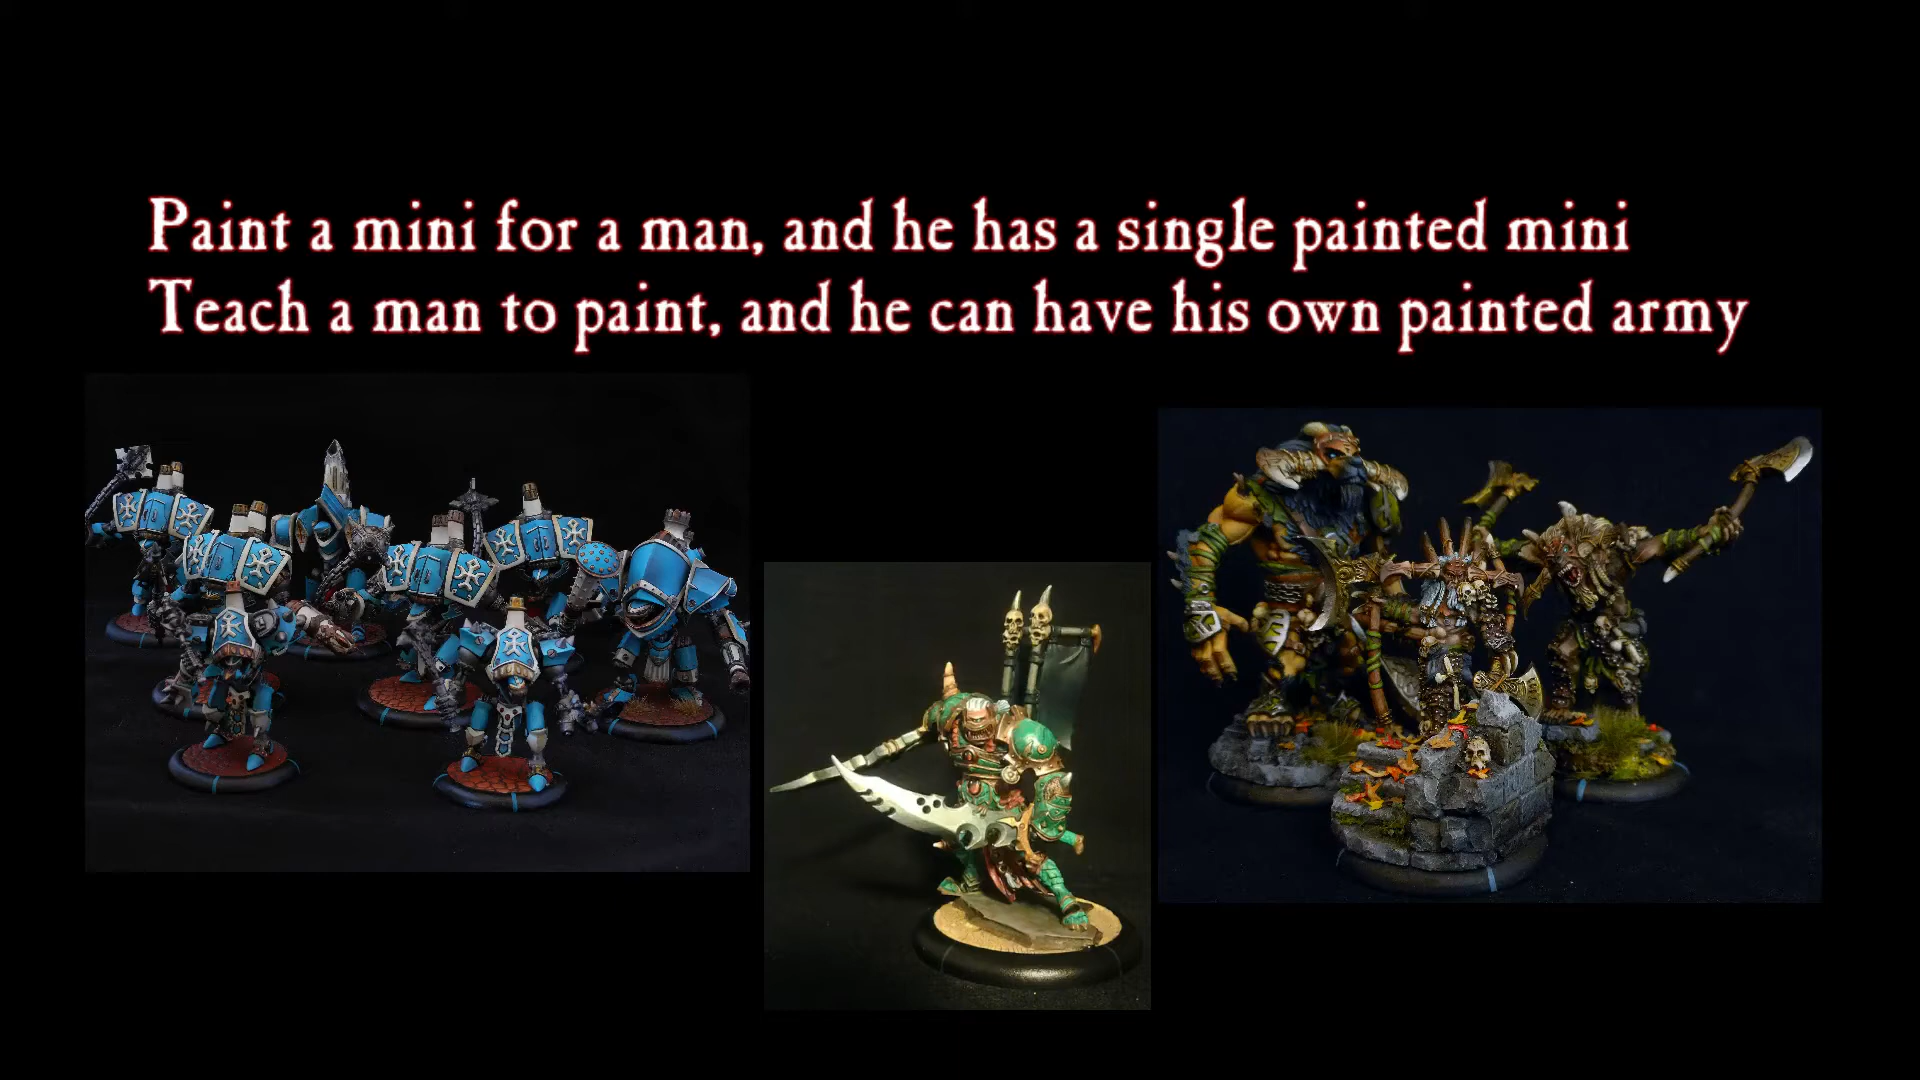 Paint a mini for a man, and he has a single painted mini
Teach a man to paint, and he can have his own painted army